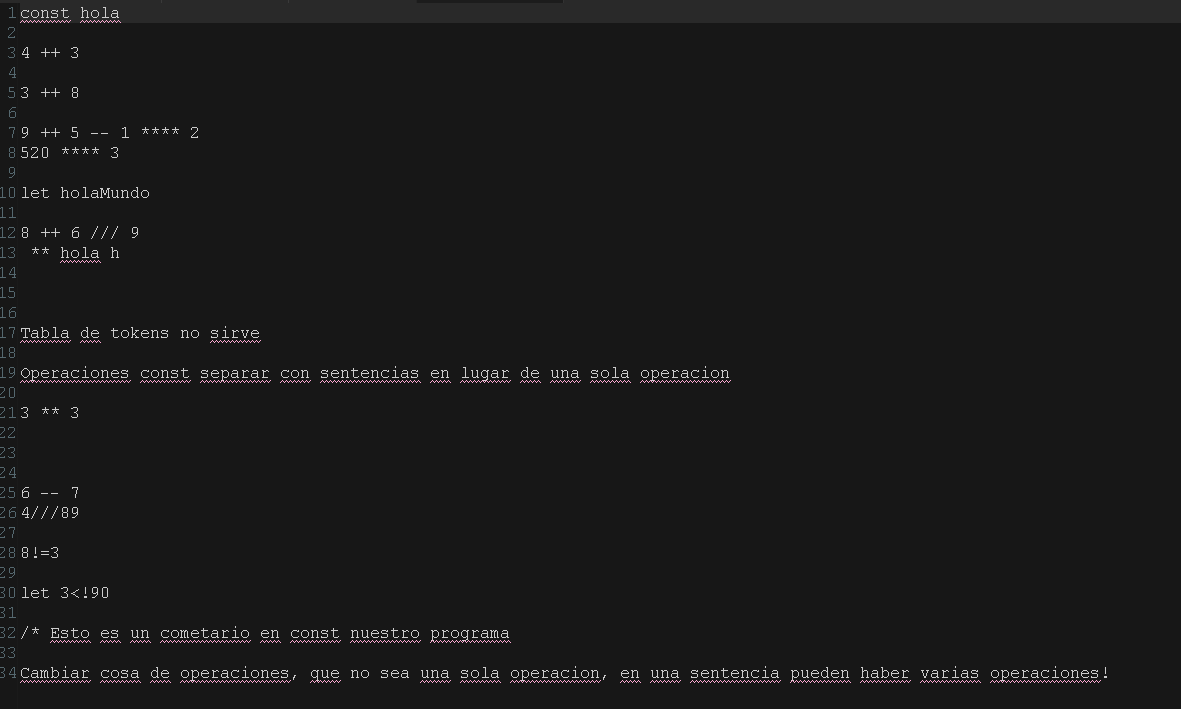 1 const hola
2
3 4 ++ 3
4
5 3 ++ 8
6
7 9 ++ 5 -- 1 **** 2
8 520 **** 3
9
10 let holaMundo
11
12 8 ++ 6 /// 9
13  ** hola h
14
15
16
17 Tabla de tokens no sirve
18
19 Operaciones const separar con sentencias en lugar de una sola operacion
20
21 3 ** 3
22
23
24
25 6 -- 7
26 4///89
27
28 8!=3
29
30 let 3<!90
31
32 /* Esto es un cometario en const nuestro programa
33
34 Cambiar cosa de operaciones, que no sea una sola operacion, en una sentencia pueden haber varias operaciones!